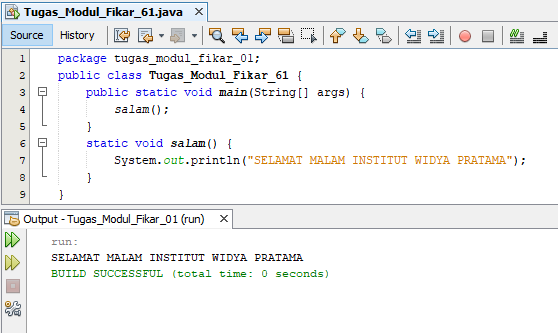 Tugas_Modul_Fikar_61.java
Source History
1 package tugas_modul_fikar_01;
2 public class Tugas_Modul_Fikar_61 {
3 public static void main(String[] args) {
4 salam();
5 }
6 static void salam() {
7 System.out.println("SELAMAT MALAM INSTITUT WIDYA PRATAMA");
8 }
9 }
Output - Tugas_Modul_Fikar_01 (run)
run:
SELAMAT MALAM INSTITUT WIDYA PRATAMA
BUILD SUCCESSFUL (total time: 0 seconds)